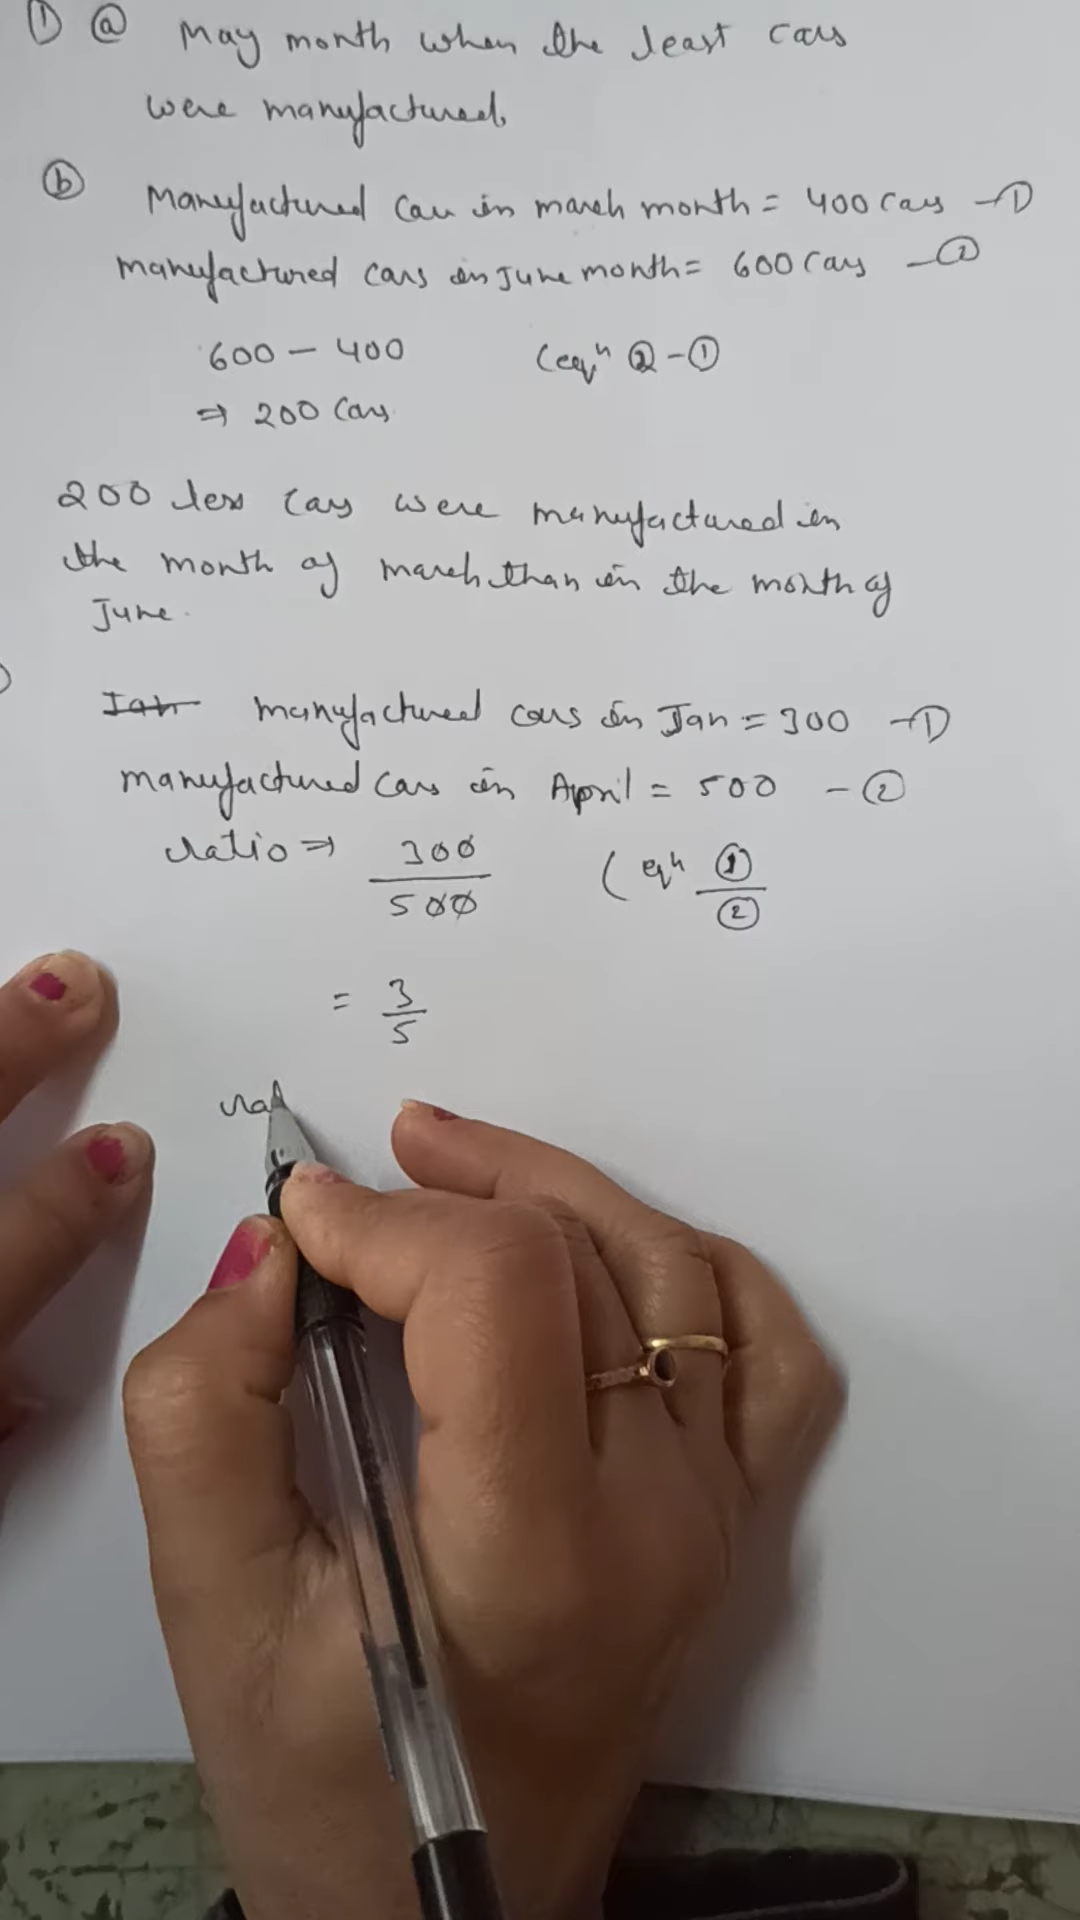 ① ⓐ May month when the least cars
were manufactured.
ⓑ Manufactured car in march month = 400 cars —①
manufactured cars in June month = 600 cars —②
600 - 400 (eqⁿ ② - ①
⇒ 200 cars.
200 less cars were manufactured in
the month of march than in the month of
June.
Jan manufactured cars in Jan = 300 —①
manufactured cars in April = 500 -②
ratio ⇒ 300/500 (eqⁿ ①/②
= 3/5
rat